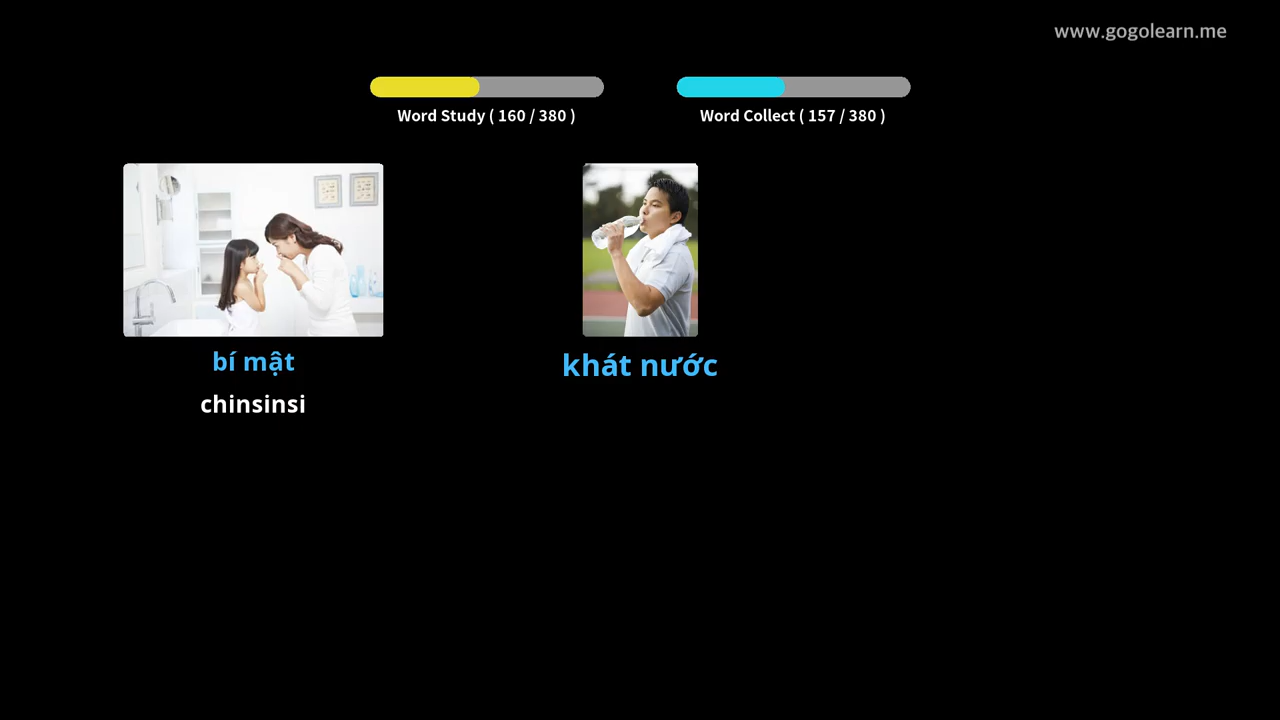 www.gogolearn.me
Word Study ( 160 / 380 )
Word Collect ( 157 / 380 )
bí mật
chinsinsi
khát nước